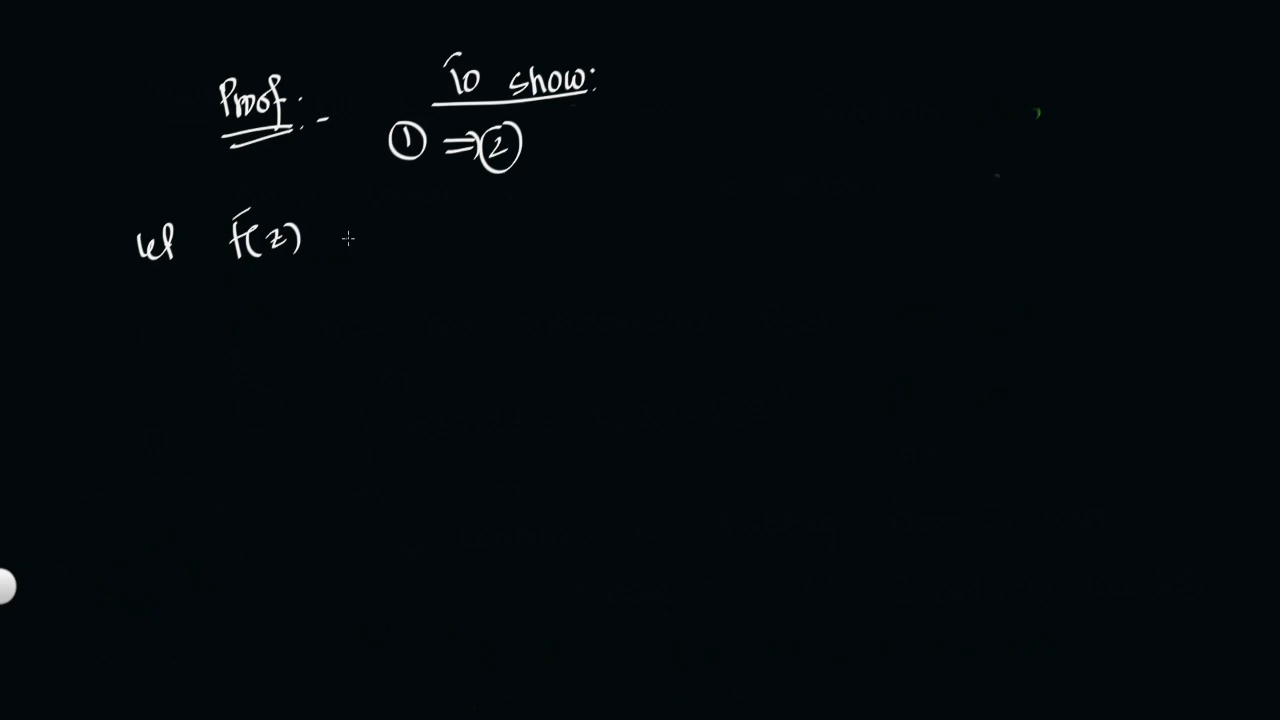 Proof:- To show:
① ⇒ ②
let F(z)